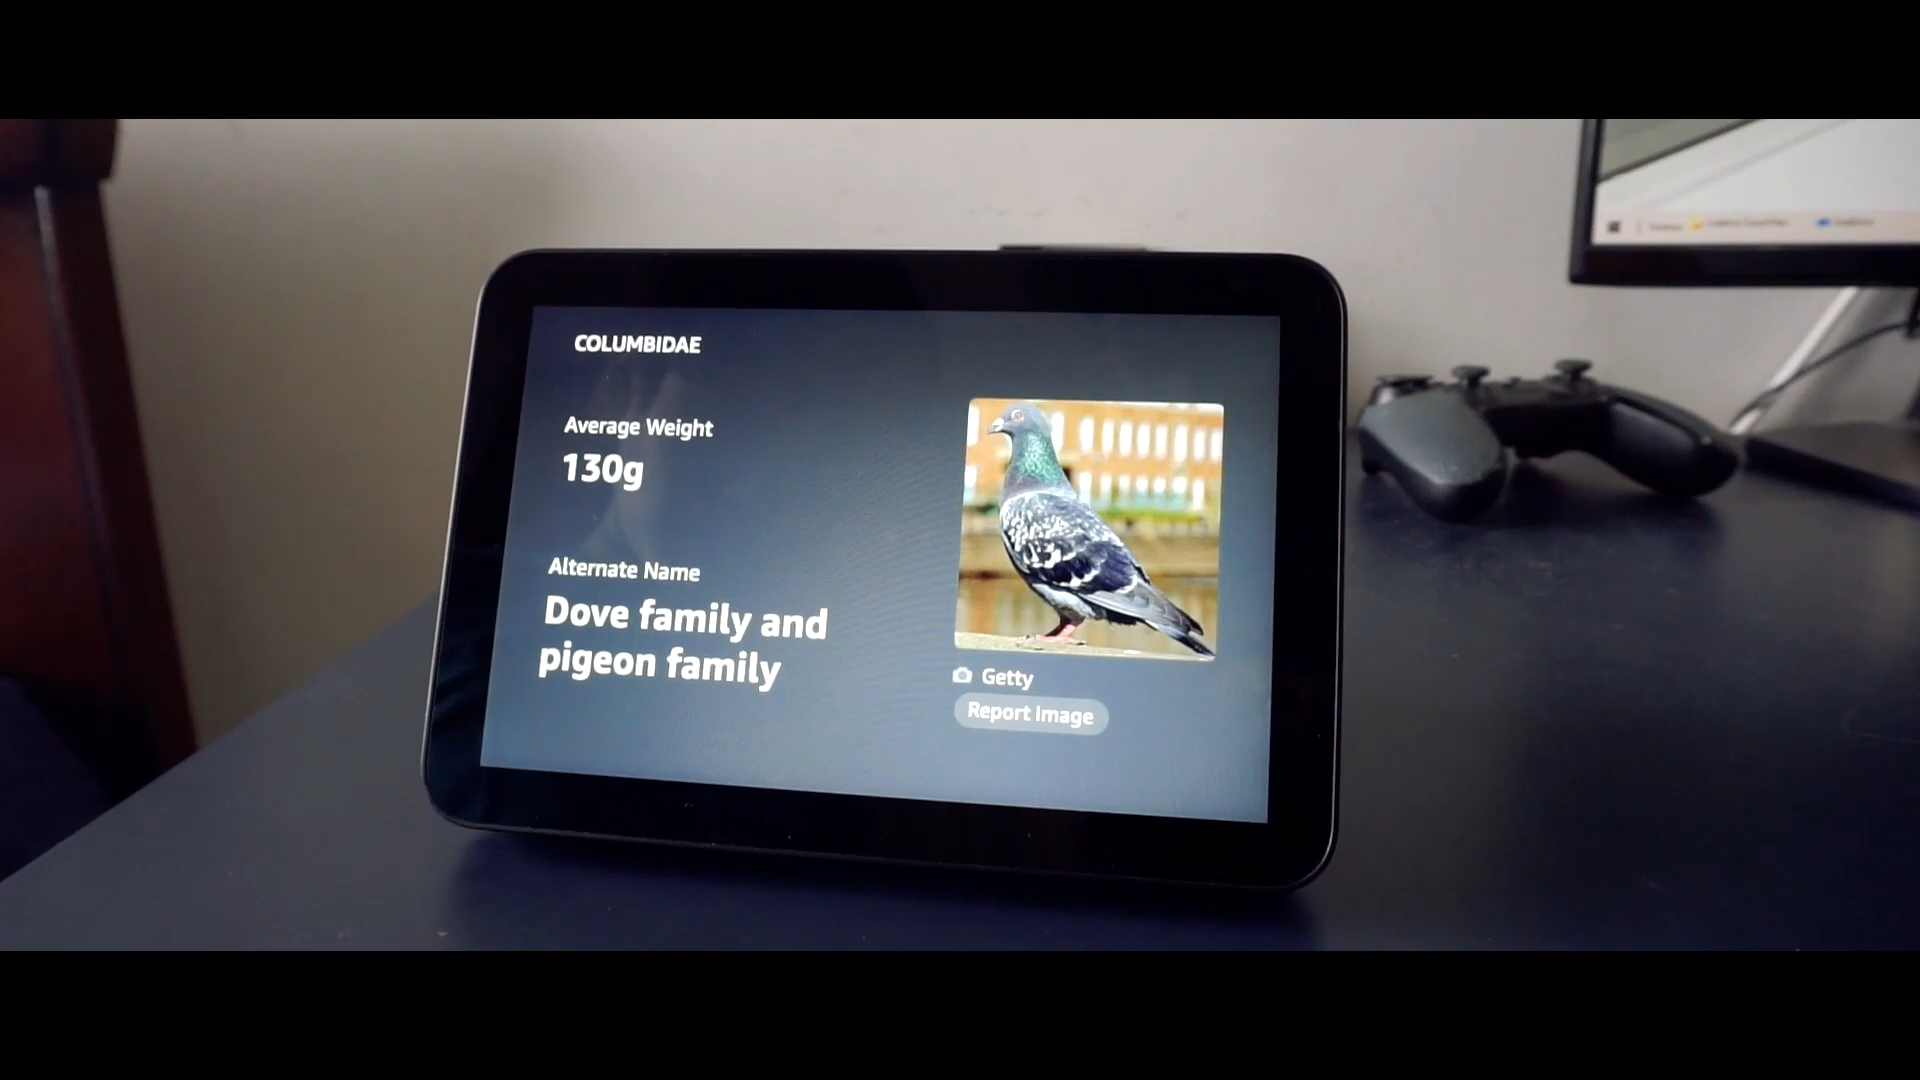 COLUMBIDAE
Average Weight
130g
Alternate Name
Dove family and
pigeon family
Getty
Report Image